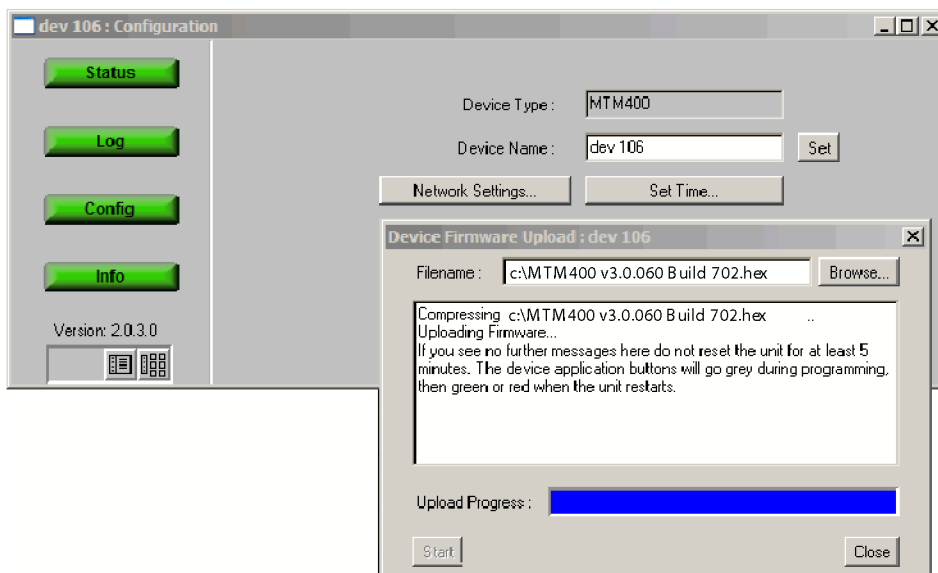 dev 106 : Configuration
Status
Log
Config
Info
Version: 2.0.3.0
Device Type : MTM400
Device Name : dev 106 Set
Network Settings... Set Time...
Device Firmware Upload : dev 106
Filename : c:\MTM400 v3.0.060 Build 702.hex Browse...
Compressing c:\MTM400 v3.0.060 Build 702.hex ..
Uploading Firmware...
If you see no further messages here do not reset the unit for at least 5
minutes. The device application buttons will go grey during programming,
then green or red when the unit restarts.
Upload Progress :
Start Close